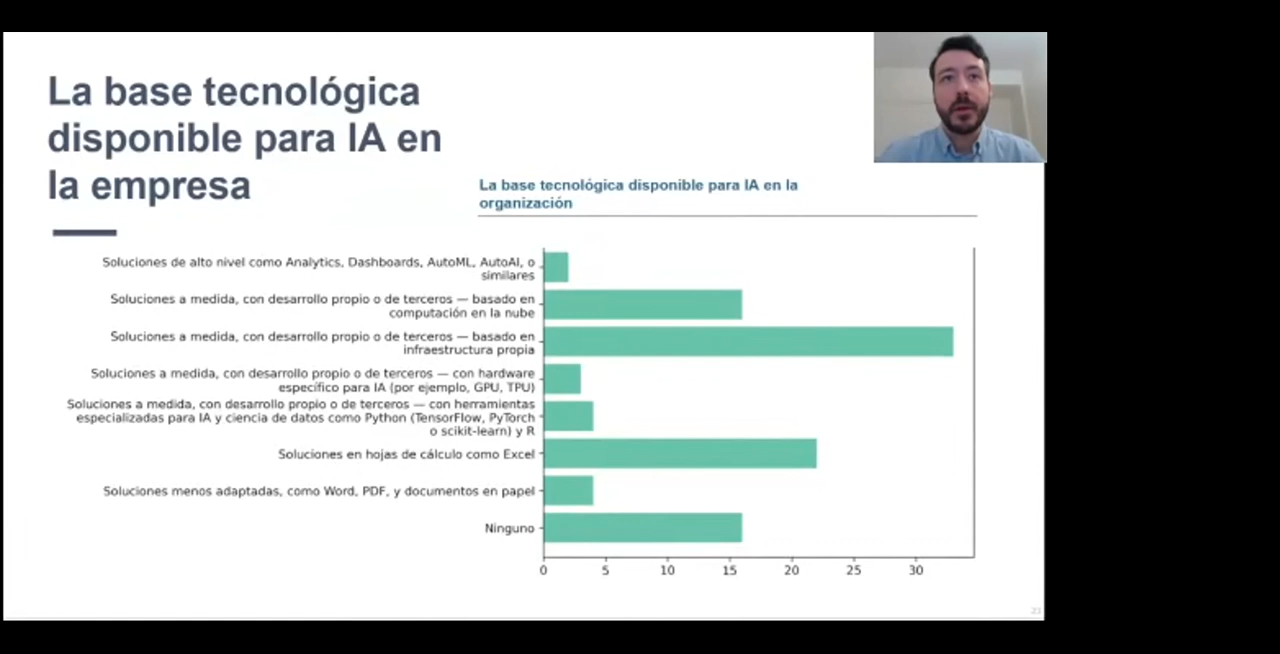 La base tecnológica
disponible para IA en
la empresa
La base tecnológica disponible para IA en la
organización
Soluciones de alto nivel como Analytics, Dashboards, AutoML, AutoAI, o
similares
Soluciones a medida, con desarrollo propio o de terceros — basado en
computación en la nube
Soluciones a medida, con desarrollo propio o de terceros — basado en
infraestructura propia
Soluciones a medida, con desarrollo propio o de terceros — con hardware
específico para IA (por ejemplo, GPU, TPU)
Soluciones a medida, con desarrollo propio o de terceros — con herramientas
especializadas para IA y ciencia de datos como Python (TensorFlow, PyTorch
o scikit-learn) y R
Soluciones en hojas de cálculo como Excel
Soluciones menos adaptadas, como Word, PDF, y documentos en papel
Ninguno
0 5 10 15 20 25 30